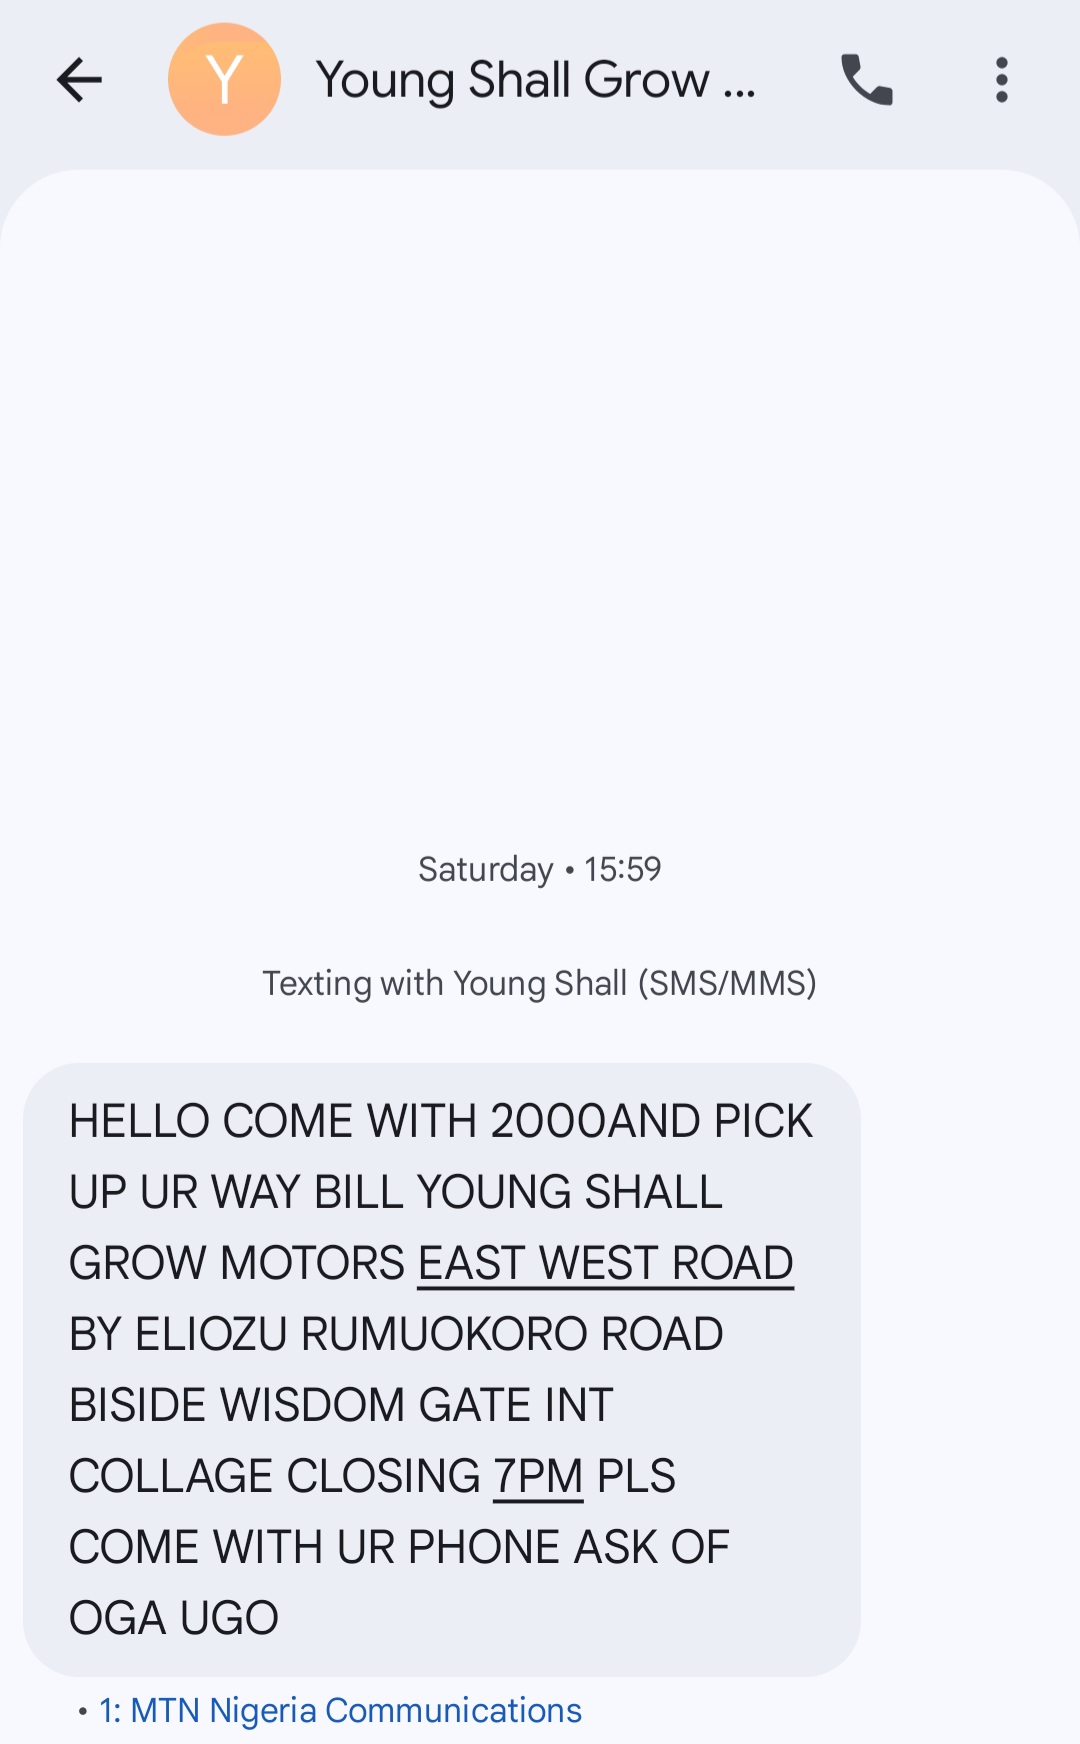 Y
Young Shall Grow ...
Saturday • 15:59
Texting with Young Shall (SMS/MMS)
HELLO COME WITH 2000AND PICK
UP UR WAY BILL YOUNG SHALL
GROW MOTORS EAST WEST ROAD
BY ELIOZU RUMUOKORO ROAD
BISIDE WISDOM GATE INT
COLLAGE CLOSING 7PM PLS
COME WITH UR PHONE ASK OF
OGA UGO
• 1: MTN Nigeria Communications